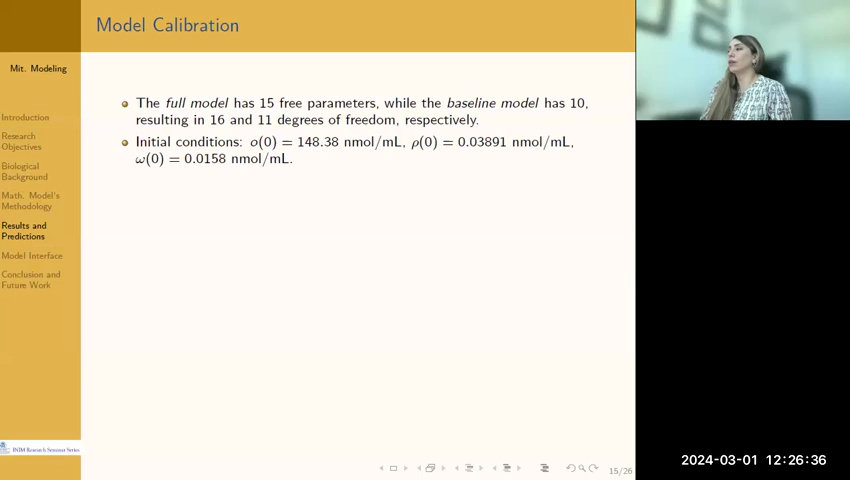 Model Calibration
Mit. Modeling
Introduction
Research
Objectives
Biological
Background
Math. Model's
Methodology
Results and
Predictions
Model Interface
Conclusion and
Future Work
The full model has 15 free parameters, while the baseline model has 10,
resulting in 16 and 11 degrees of freedom, respectively.
Initial conditions: o(0) = 148.38 nmol/mL, ρ(0) = 0.03891 nmol/mL,
ω(0) = 0.0158 nmol/mL.
Research Seminar Series
15/26
2024-03-01 12:26:36